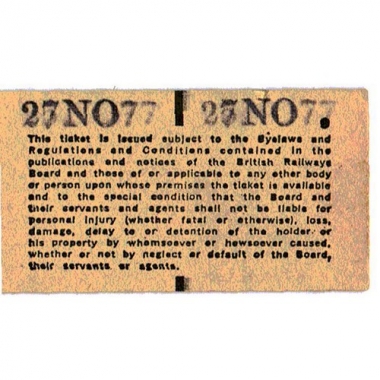 27NO77 27NO77
This ticket is issued subject to the Byelaws and
Regulations and Conditions contained in the
publications and notices of the British Railways
Board and those of or applicable to any other body
or person upon whose premises the ticket is available
and to the special condition that the Board and
their servants and agents shall not be liable for
personal injury (whether fatal or otherwise), loss,
damage, delay to or detention of the holder or
his property by whomsoever or howsoever caused,
whether or not by neglect or default of the Board,
their servants or agents.